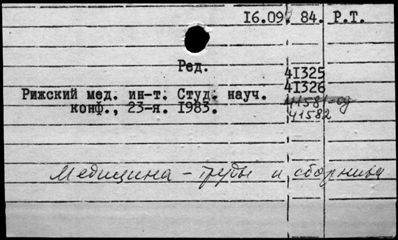 16.09. 84. Р.Т.
Ред.
41325
41326
Рижский мед. ин-т. Студ. науч.
41581-од
конф., 23-я. 1983.
41582
Медицина - труды и сборники